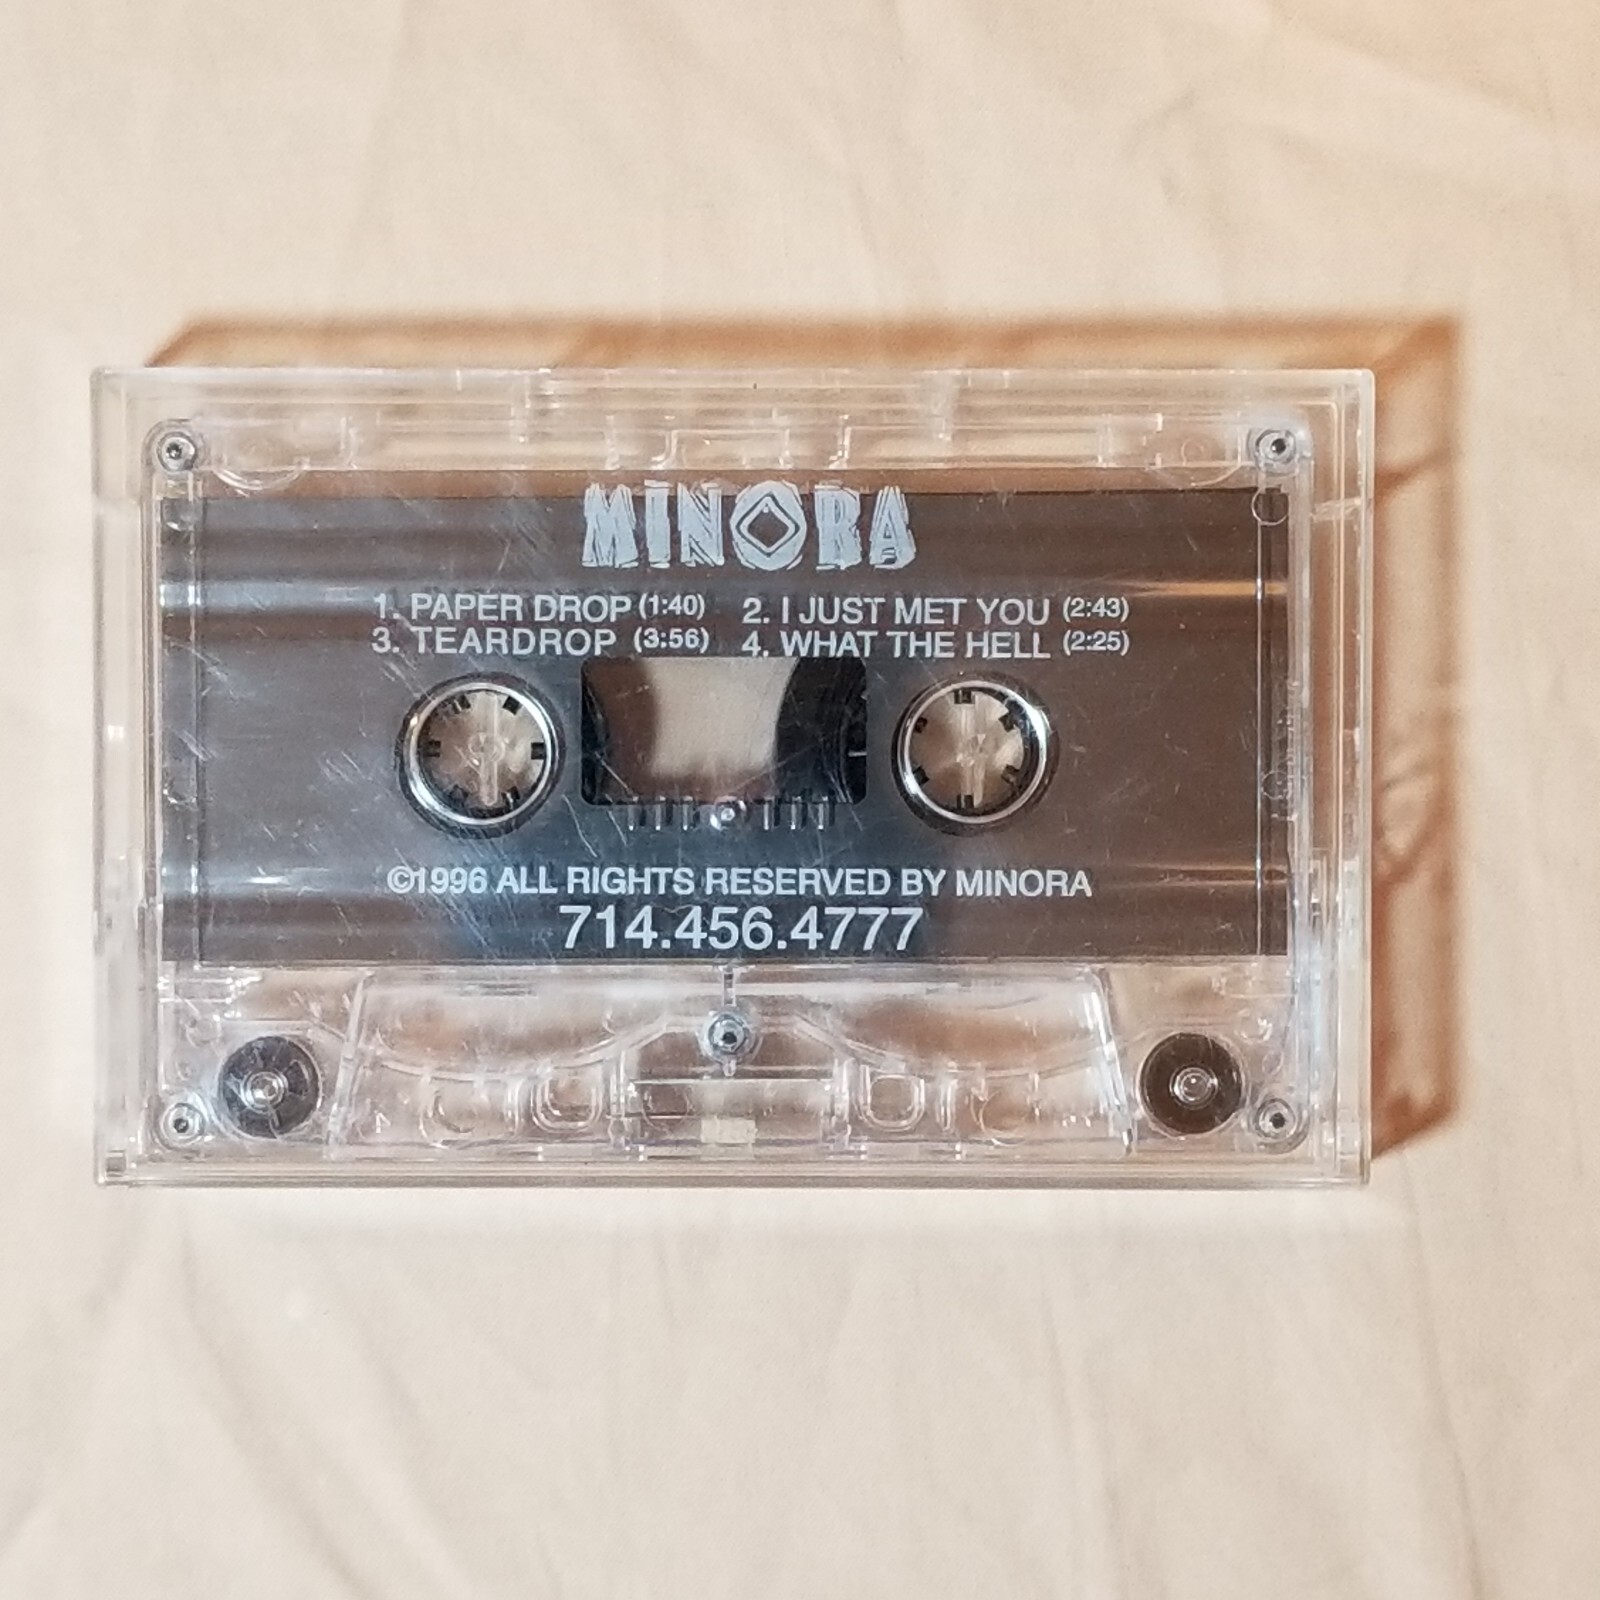 MINORA
1. PAPER DROP (1:40) 2. I JUST MET YOU (2:43)
3. TEARDROP (3:56) 4. WHAT THE HELL (2:25)
©1996 ALL RIGHTS RESERVED BY MINORA
714.456.4777